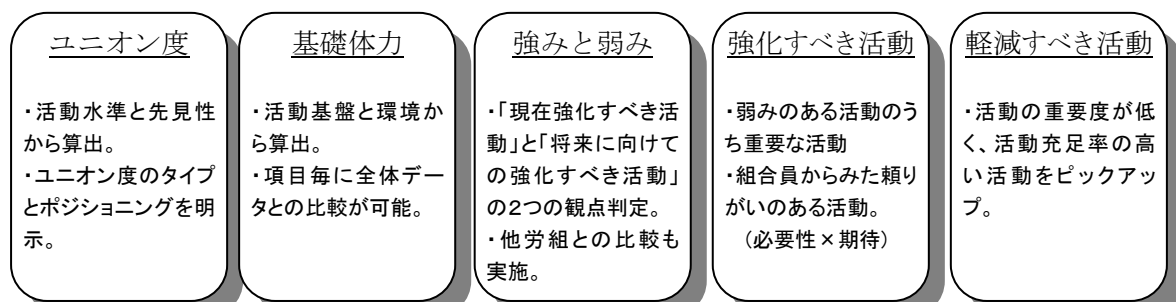 ユニオン度
・活動水準と先見性
から算出。
・ユニオン度のタイプ
とポジショニングを明
示。
基礎体力
・活動基盤と環境か
ら算出。
・項目毎に全体デー
タとの比較が可能。
強みと弱み
・「現在強化すべき活
動」と「将来に向けて
の強化すべき活動」
の2つの観点判定。
・他労組との比較も
実施。
強化すべき活動
・弱みのある活動のう
ち重要な活動
・組合員からみた頼り
がいのある活動。
（必要性×期待）
軽減すべき活動
・活動の重要度が低
く、活動充足率の高
い活動をピックアッ
プ。